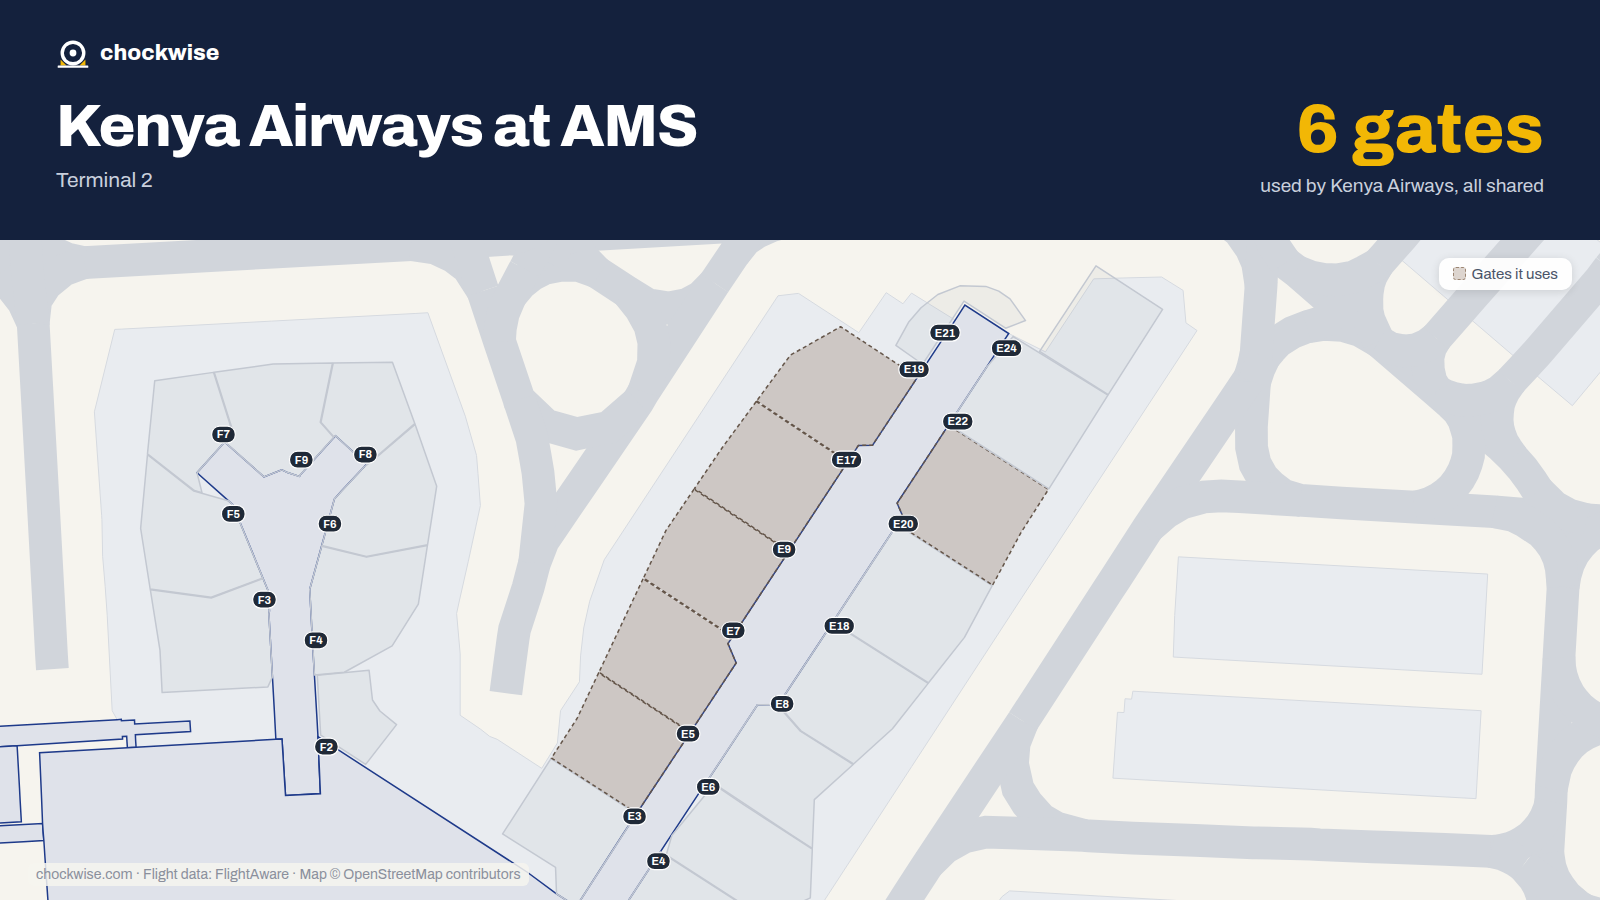 chockwise
Kenya Airways at AMS
Terminal 2
6 gates
used by Kenya Airways, all shared
Gates it uses
E21
E24
E19
E22
F7
F9
F8
E17
F5
F6
E20
E9
F3
E18
E7
F4
E8
E5
F2
E6
E3
E4
chockwise.com · Flight data: FlightAware · Map © OpenStreetMap contributors